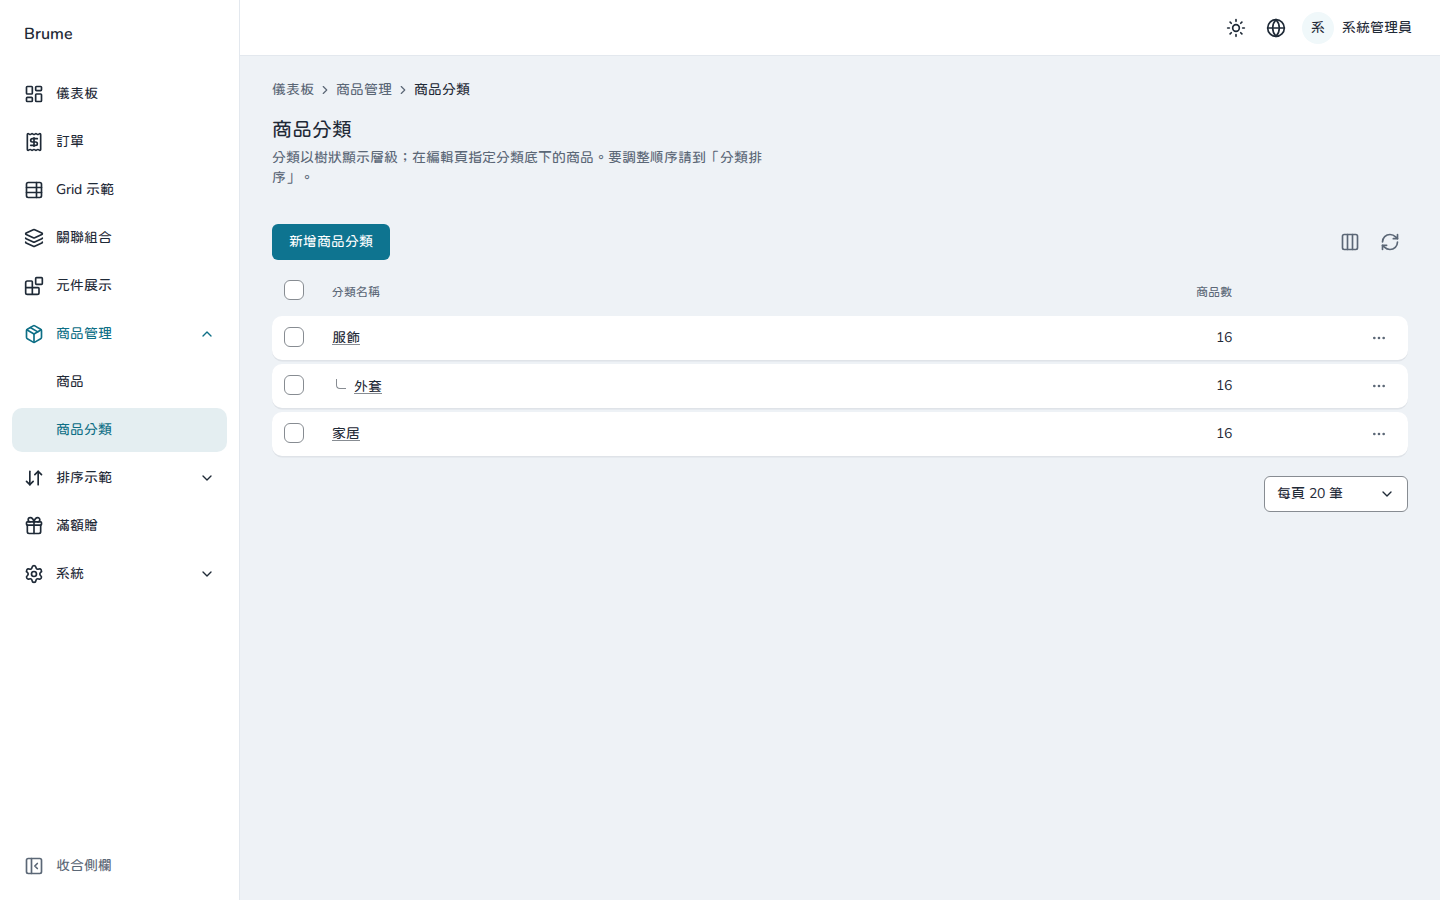 Brume
系 系統管理員
儀表板
訂單
Grid 示範
關聯組合
元件展示
商品管理
商品
商品分類
排序示範
滿額贈
系統
收合側欄
儀表板 > 商品管理 > 商品分類
商品分類
分類以樹狀顯示層級；在編輯頁指定分類底下的商品。要調整順序請到「分類排
序」。
新增商品分類
分類名稱 商品數
服飾 16
外套 16
家居 16
每頁 20 筆